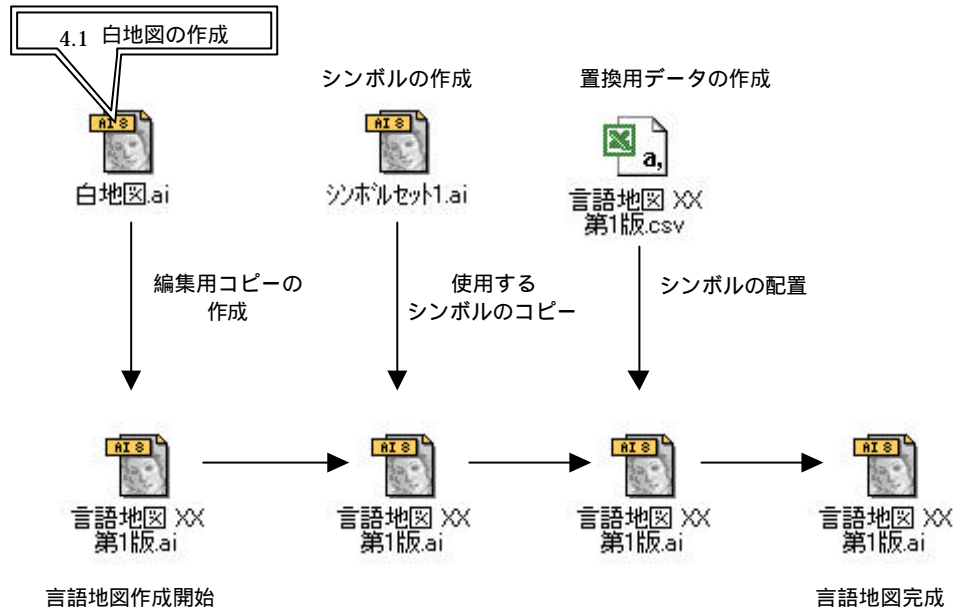 4.1 白地図の作成
シンボルの作成
置換用データの作成
AI 8
AI 8
a,
白地図.ai
シンボルセット1.ai
言語地図 XX
第1版.csv
編集用コピーの
作成
使用する
シンボルのコピー
シンボルの配置
AI 8
AI 8
AI 8
AI 8
言語地図 XX
第1版.ai
言語地図 XX
第1版.ai
言語地図 XX
第1版.ai
言語地図 XX
第1版.ai
言語地図作成開始
言語地図完成